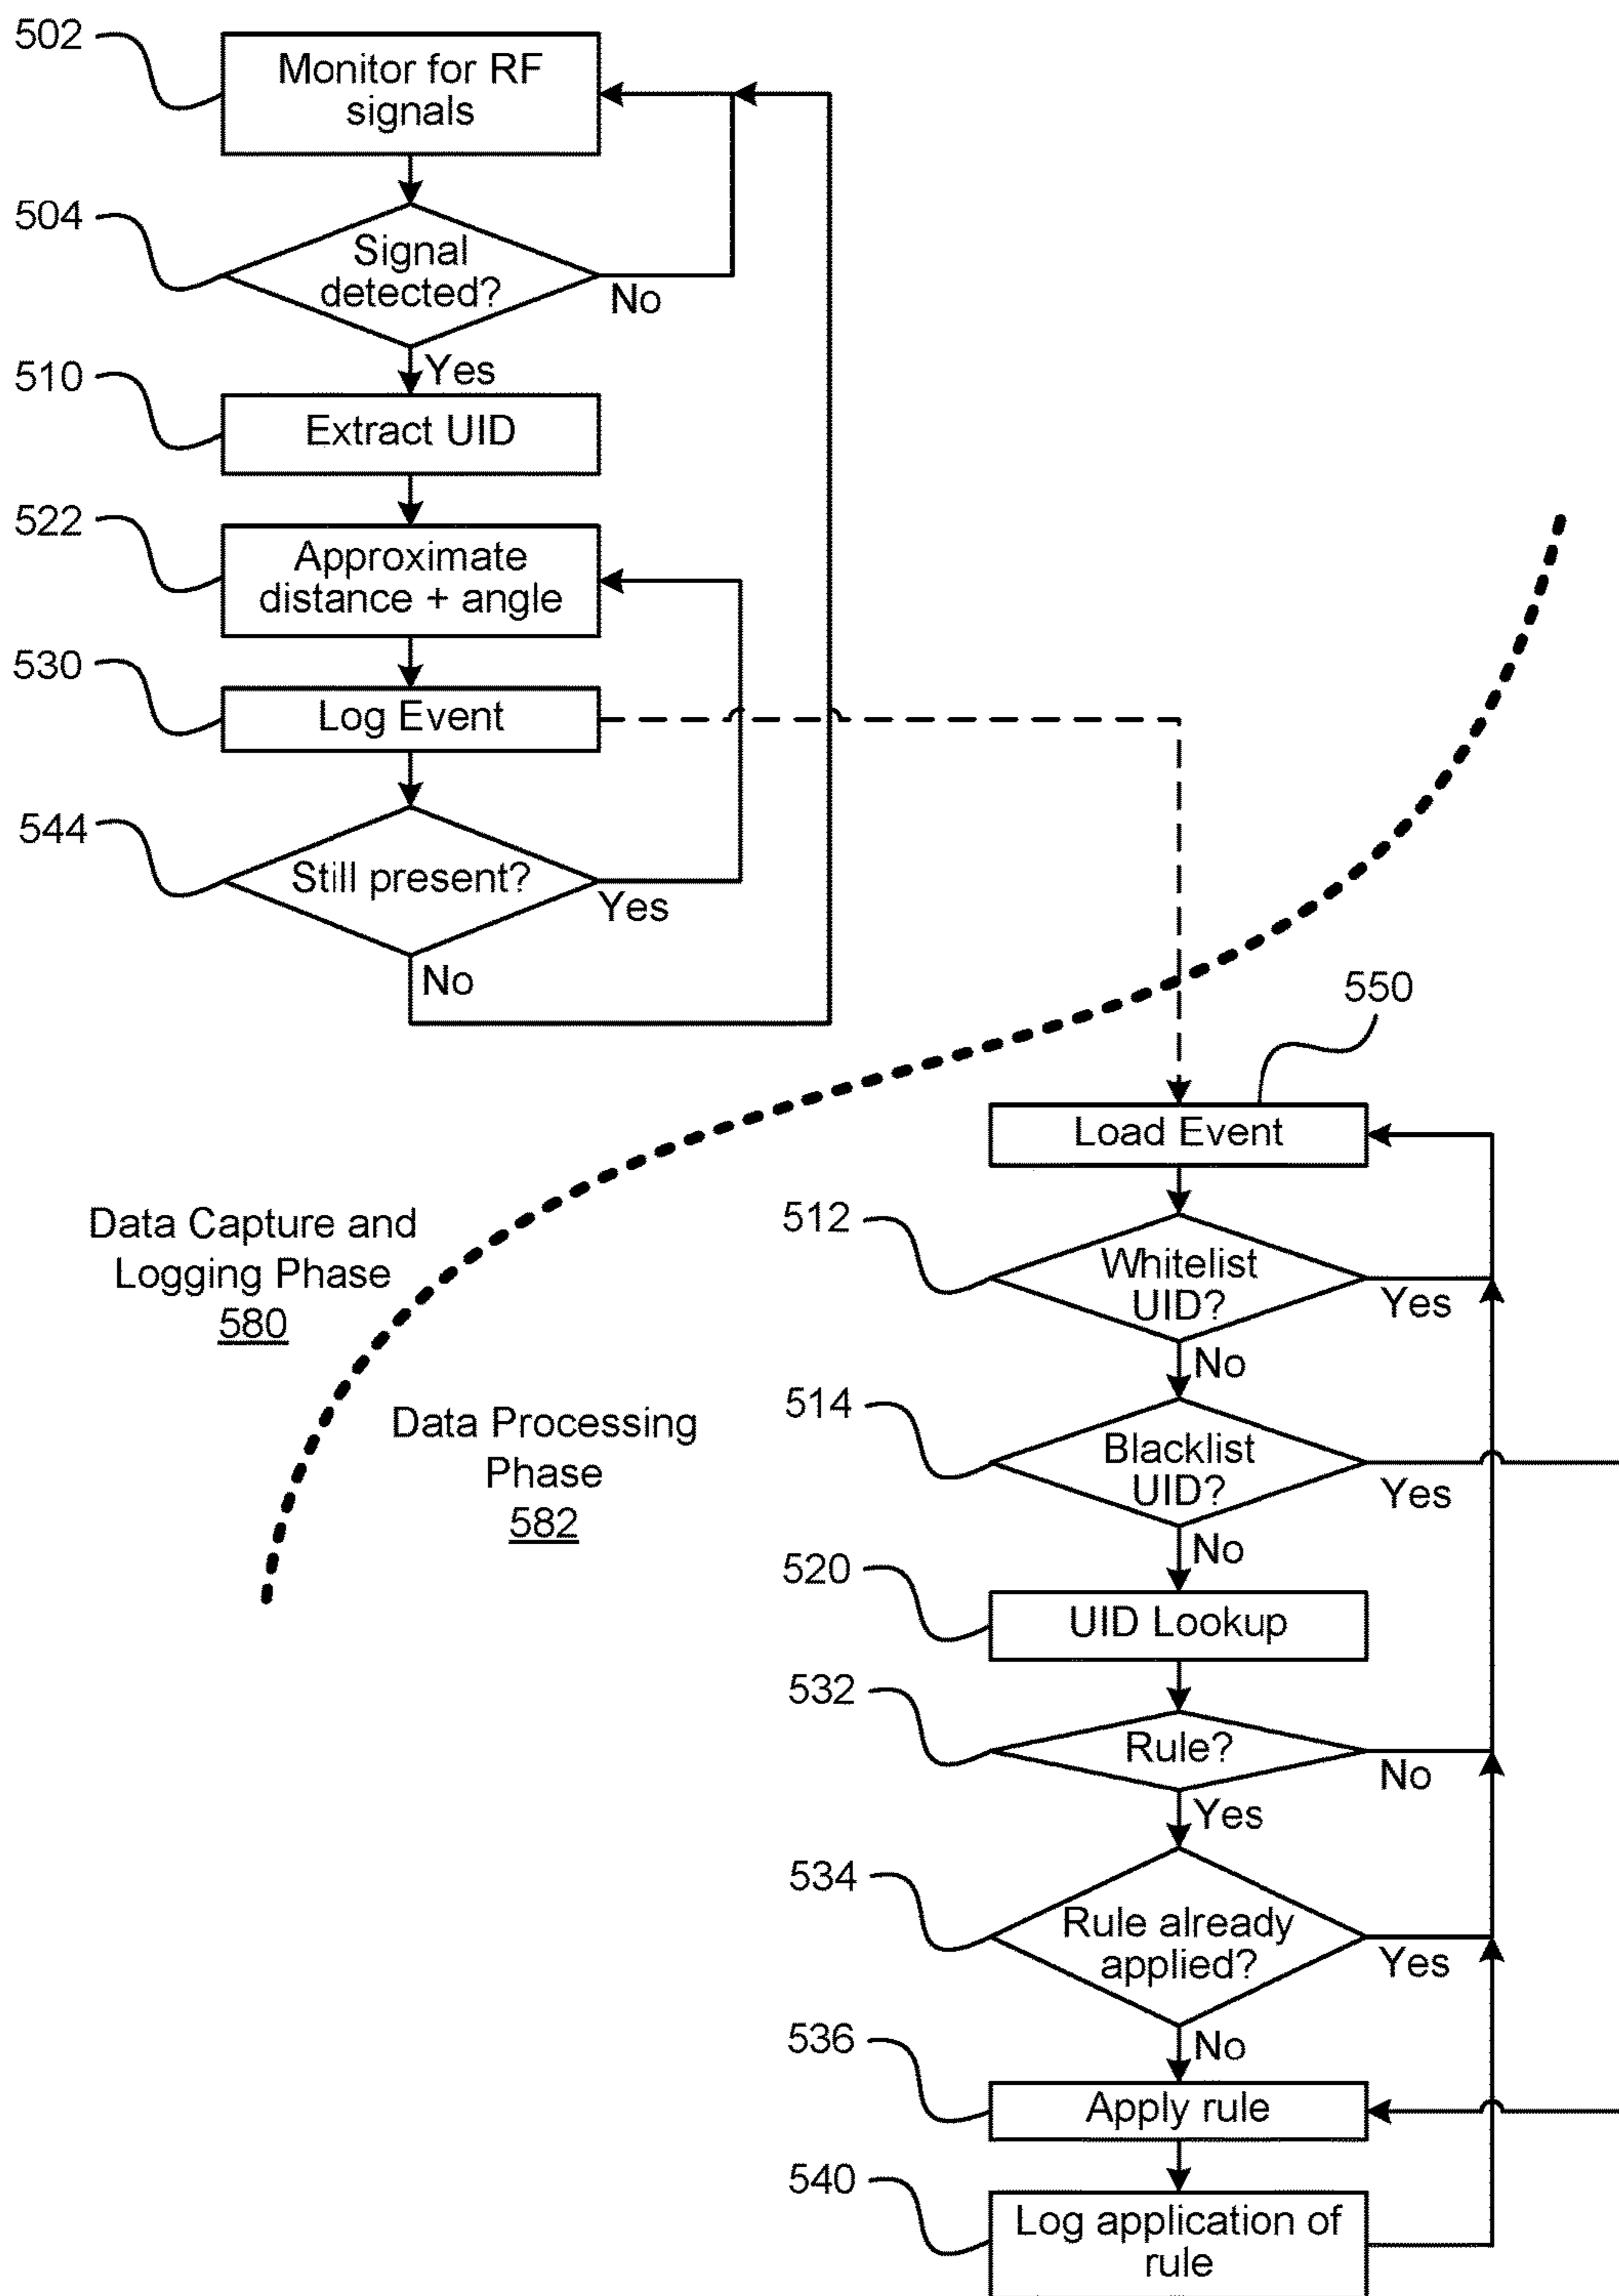 502
Monitor for RF
signals
504
Signal
detected?
No
Yes
510
Extract UID
522
Approximate
distance + angle
530
Log Event
544
Still present?
Yes
No
550
Load Event
Data Capture and
Logging Phase
580
512
Whitelist
UID?
Yes
No
Data Processing
Phase
582
514
Blacklist
UID?
Yes
No
520
UID Lookup
532
Rule?
No
Yes
534
Rule already
applied?
Yes
No
536
Apply rule
540
Log application of
rule